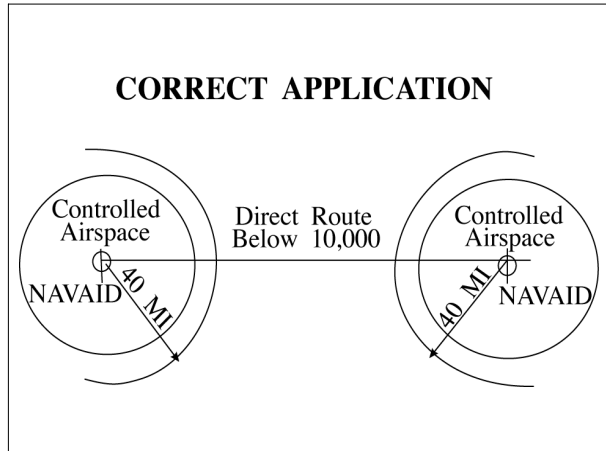 CORRECT APPLICATION
Controlled
Airspace
NAVAID
40 MI
Direct Route
Below 10,000
Controlled
Airspace
NAVAID
40 MI